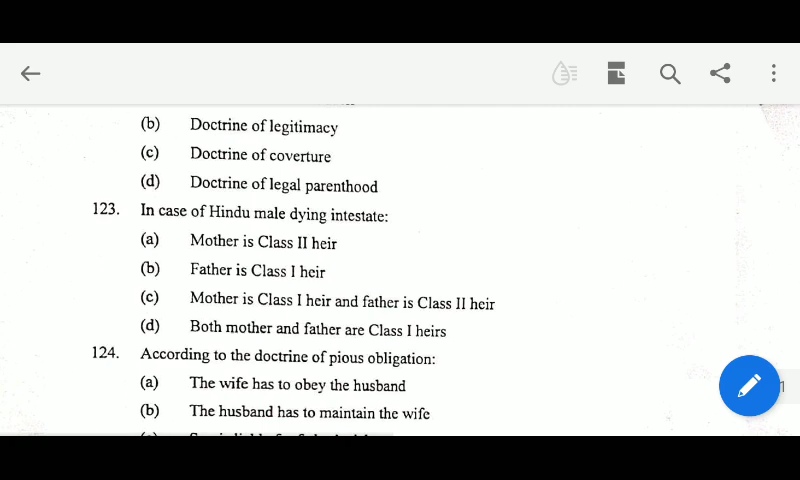 (b) Doctrine of legitimacy
(c) Doctrine of coverture
(d) Doctrine of legal parenthood
123. In case of Hindu male dying intestate:
(a) Mother is Class II heir
(b) Father is Class I heir
(c) Mother is Class I heir and father is Class II heir
(d) Both mother and father are Class I heirs
124. According to the doctrine of pious obligation:
(a) The wife has to obey the husband
(b) The husband has to maintain the wife
1